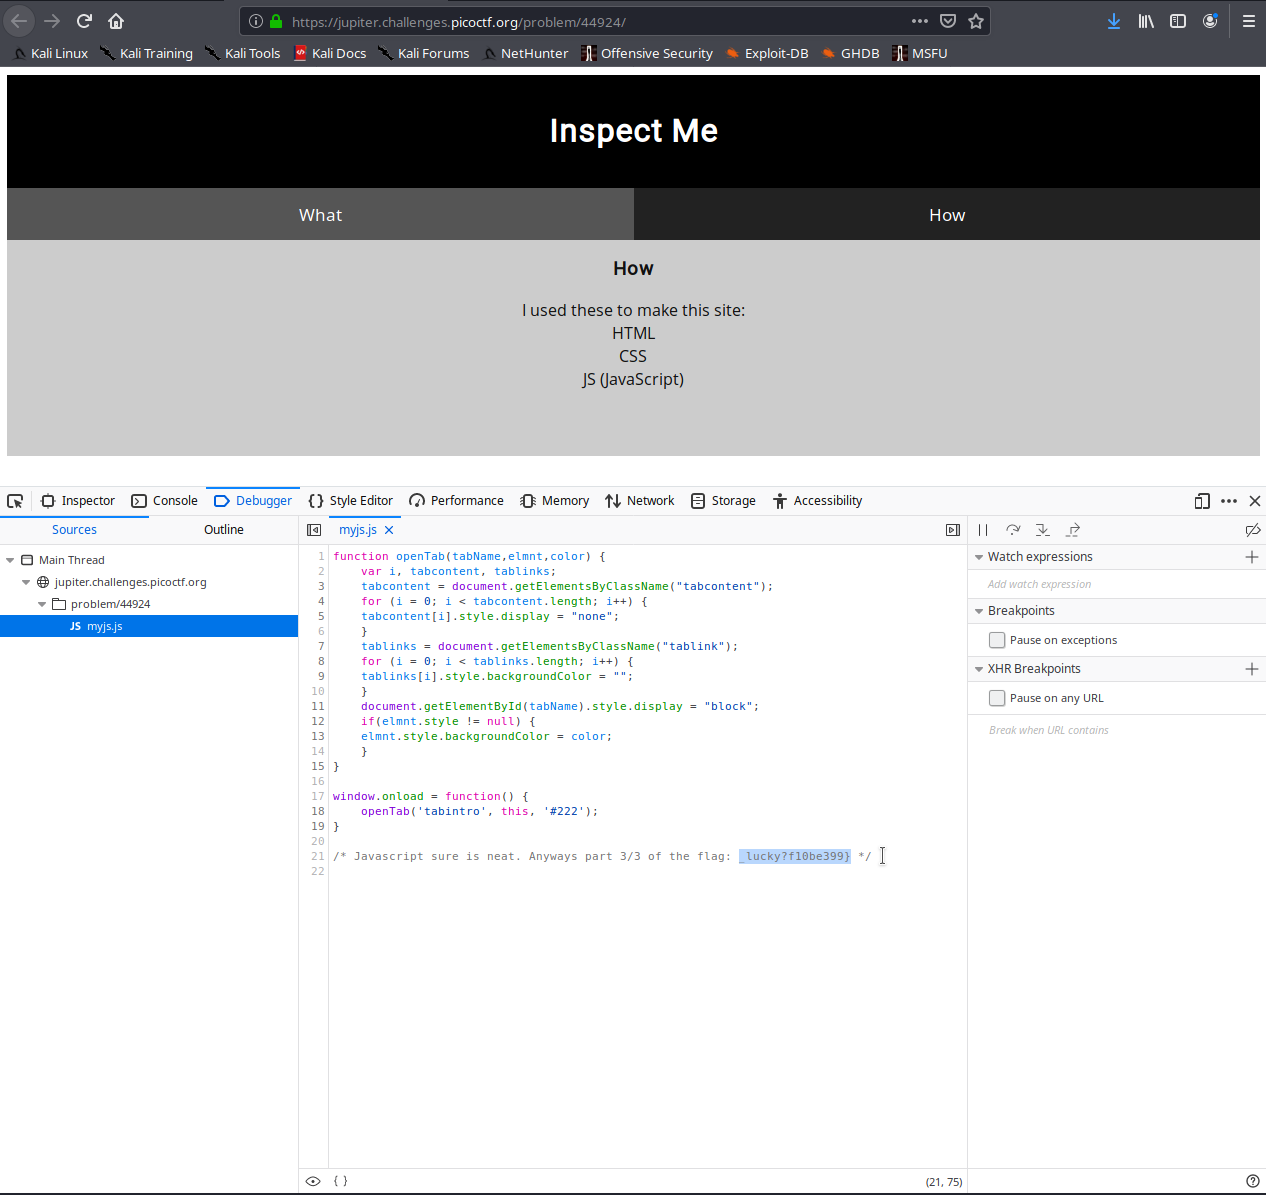 https://jupiter.challenges.picoctf.org/problem/44924/
Kali Linux Kali Training Kali Tools Kali Docs Kali Forums NetHunter Offensive Security Exploit-DB GHDB MSFU
Inspect Me
What How
How
I used these to make this site:
HTML
CSS
JS (JavaScript)
Inspector Console Debugger Style Editor Performance Memory Network Storage Accessibility
Sources Outline myjs.js
Main Thread
jupiter.challenges.picoctf.org
problem/44924
JS myjs.js
1 function openTab(tabName,elmnt,color) {
2 var i, tabcontent, tablinks;
3 tabcontent = document.getElementsByClassName("tabcontent");
4 for (i = 0; i < tabcontent.length; i++) {
5 tabcontent[i].style.display = "none";
6 }
7 tablinks = document.getElementsByClassName("tablink");
8 for (i = 0; i < tablinks.length; i++) {
9 tablinks[i].style.backgroundColor = "";
10 }
11 document.getElementById(tabName).style.display = "block";
12 if(elmnt.style != null) {
13 elmnt.style.backgroundColor = color;
14 }
15 }
16
17 window.onload = function() {
18 openTab('tabintro', this, '#222');
19 }
20
21 /* Javascript sure is neat. Anyways part 3/3 of the flag: _lucky?f10be399} */
22
Watch expressions
Add watch expression
Breakpoints
Pause on exceptions
XHR Breakpoints
Pause on any URL
Break when URL contains
{ } (21, 75)